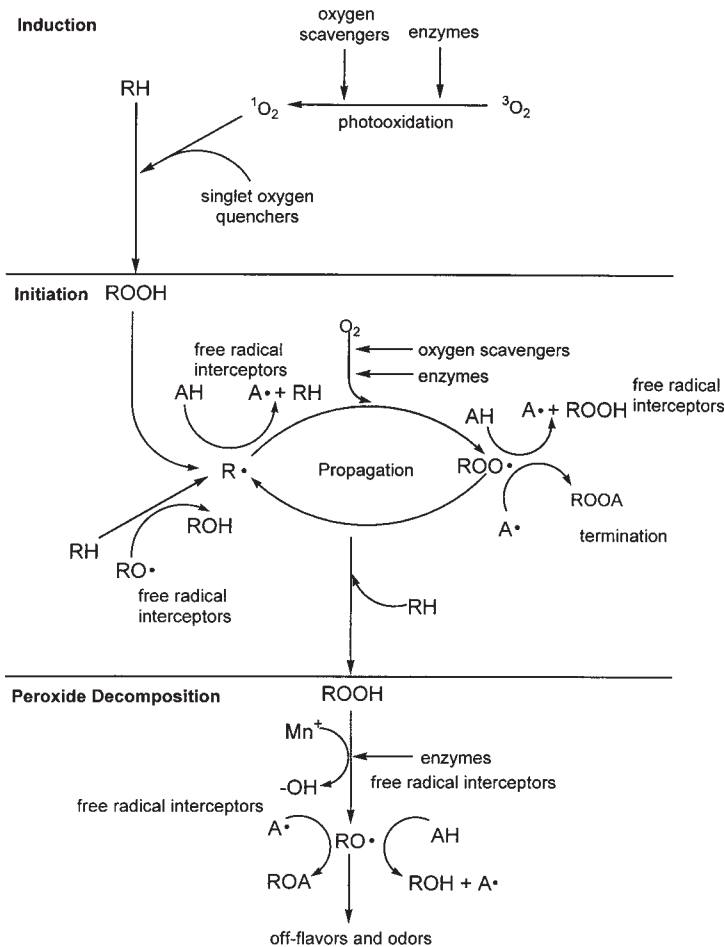 Induction
oxygen
scavengers
enzymes
RH
¹O₂
³O₂
photooxidation
singlet oxygen
quenchers
Initiation ROOH
O₂
free radical
interceptors
oxygen scavengers
enzymes
AH
A• + RH
AH
A• + ROOH
free radical
interceptors
R•
Propagation
ROO•
ROOA
ROH
A•
termination
RH
RO•
free radical
interceptors
RH
Peroxide Decomposition
ROOH
Mn⁺
enzymes
-OH
free radical interceptors
free radical interceptors
A•
RO•
AH
ROA
ROH + A•
off-flavors and odors